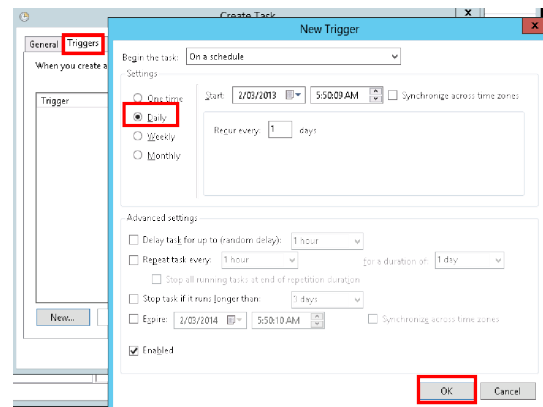 Create Task
X
New Trigger
X
General Triggers
When you create a
Trigger
New...
Begin the task: On a schedule
Settings
One time
Daily
Weekly
Monthly
Start: 2/03/2013 5:50:09 AM Synchronize across time zones
Recur every: 1 days
Advanced settings
Delay task for up to (random delay): 1 hour
Repeat task every: 1 hour for a duration of: 1 day
Stop all running tasks at end of repetition duration
Stop task if it runs longer than: 3 days
Expire: 2/03/2014 5:50:10 AM Synchronize across time zones
Enabled
OK Cancel